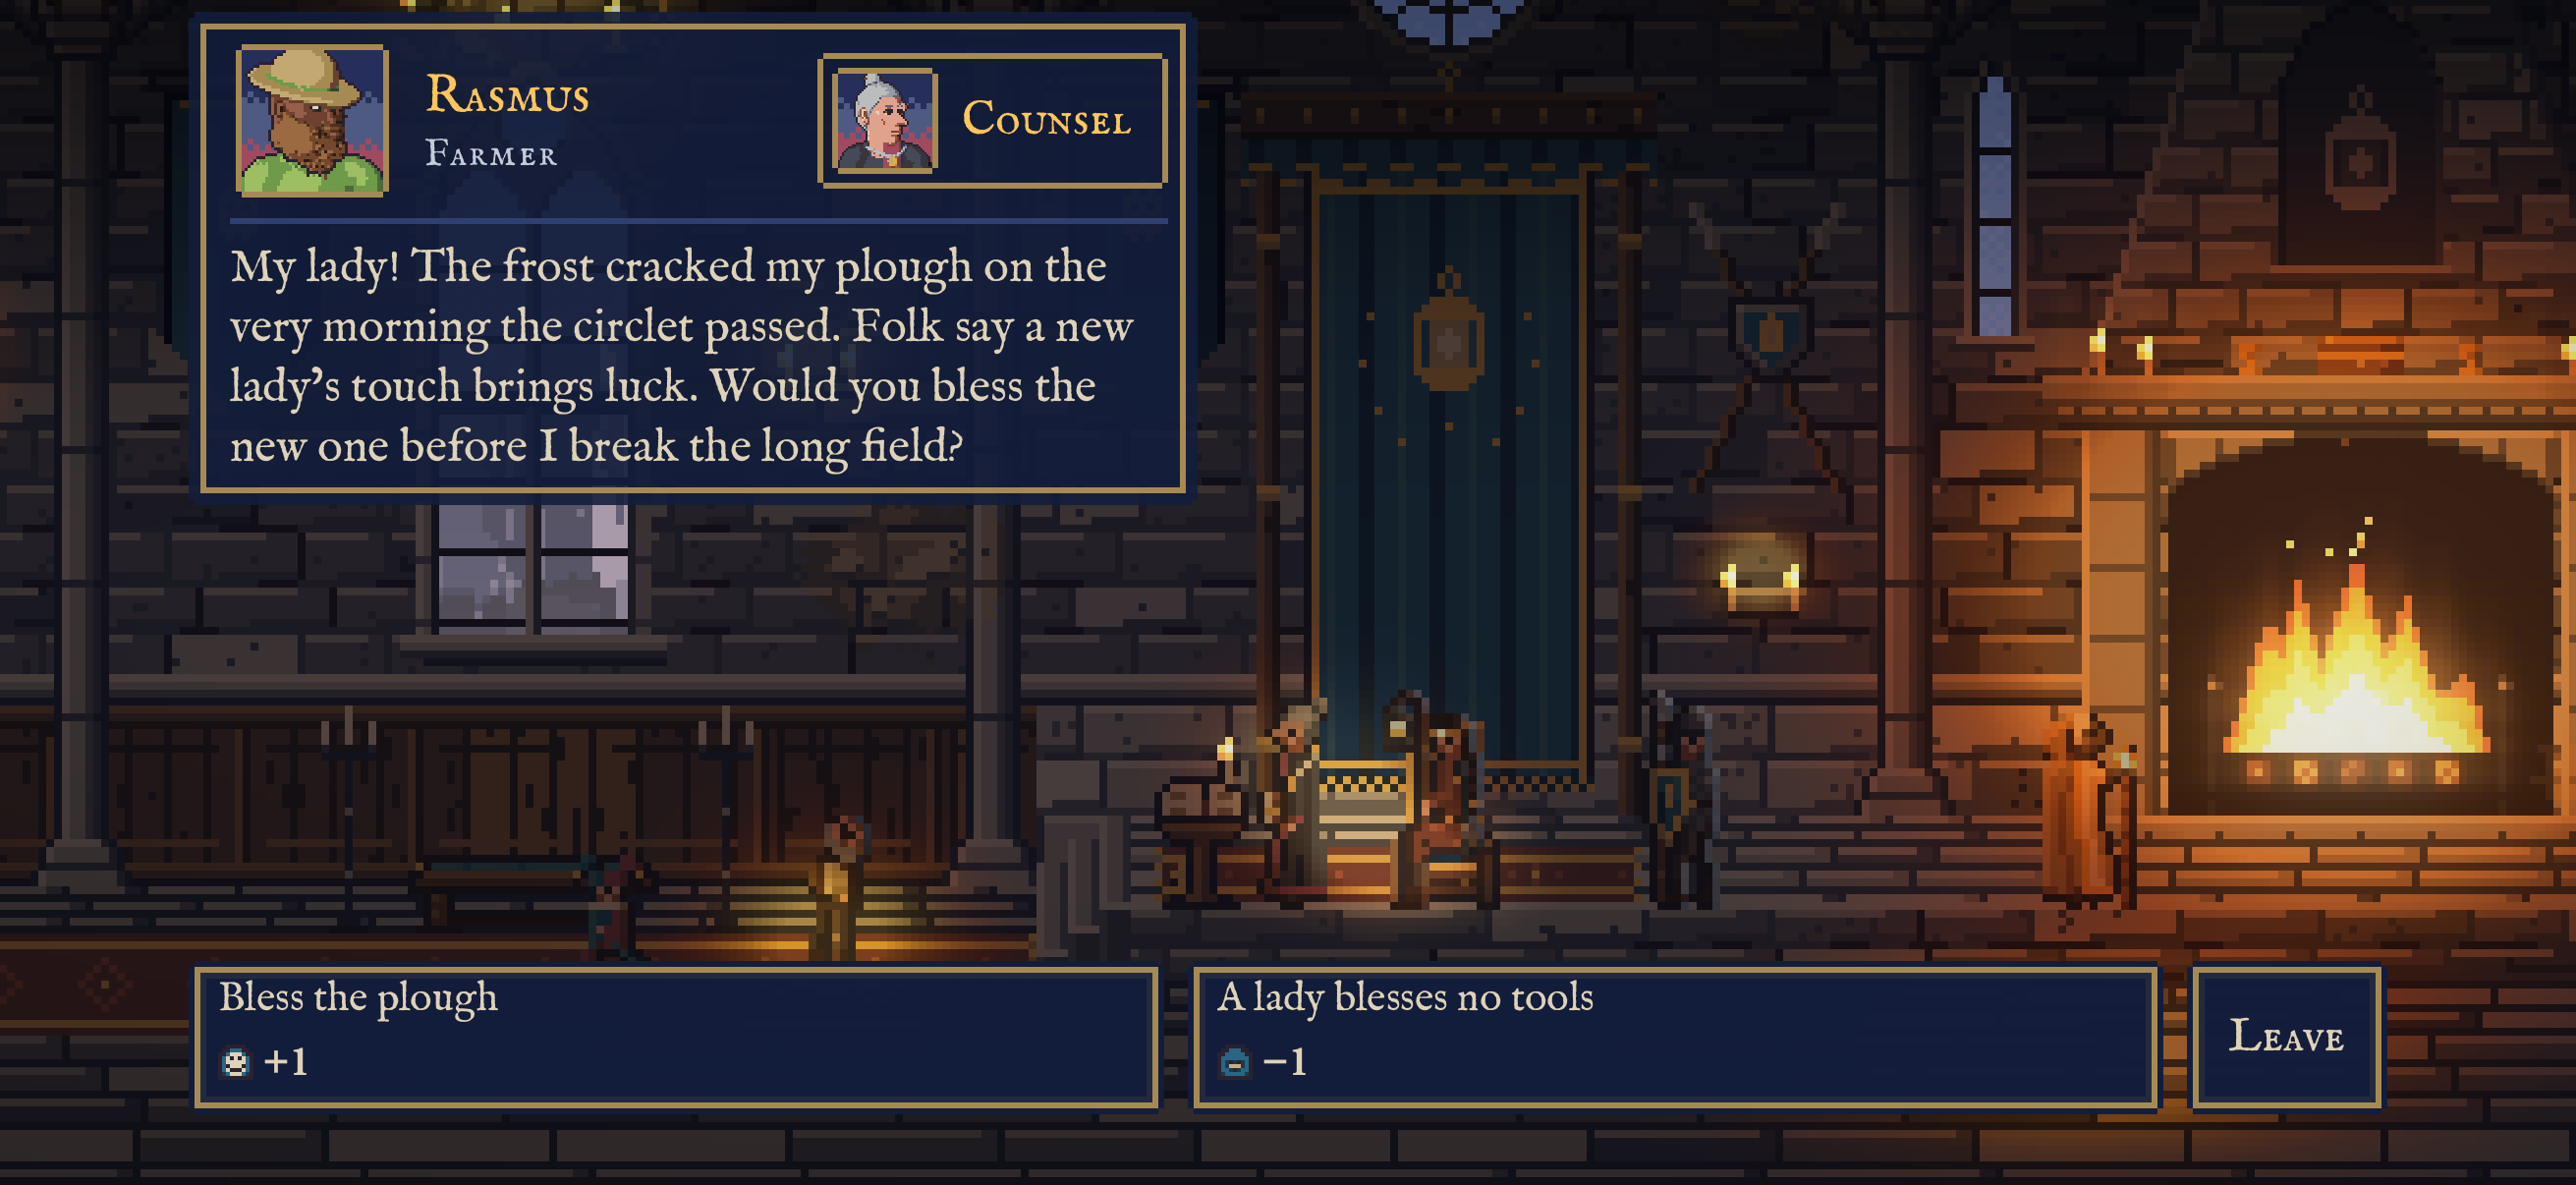 Rasmus
Farmer
Counsel
My lady! The frost cracked my plough on the
very morning the circlet passed. Folk say a new
lady’s touch brings luck. Would you bless the
new one before I break the long field?
Bless the plough
+1
A lady blesses no tools
−1
Leave